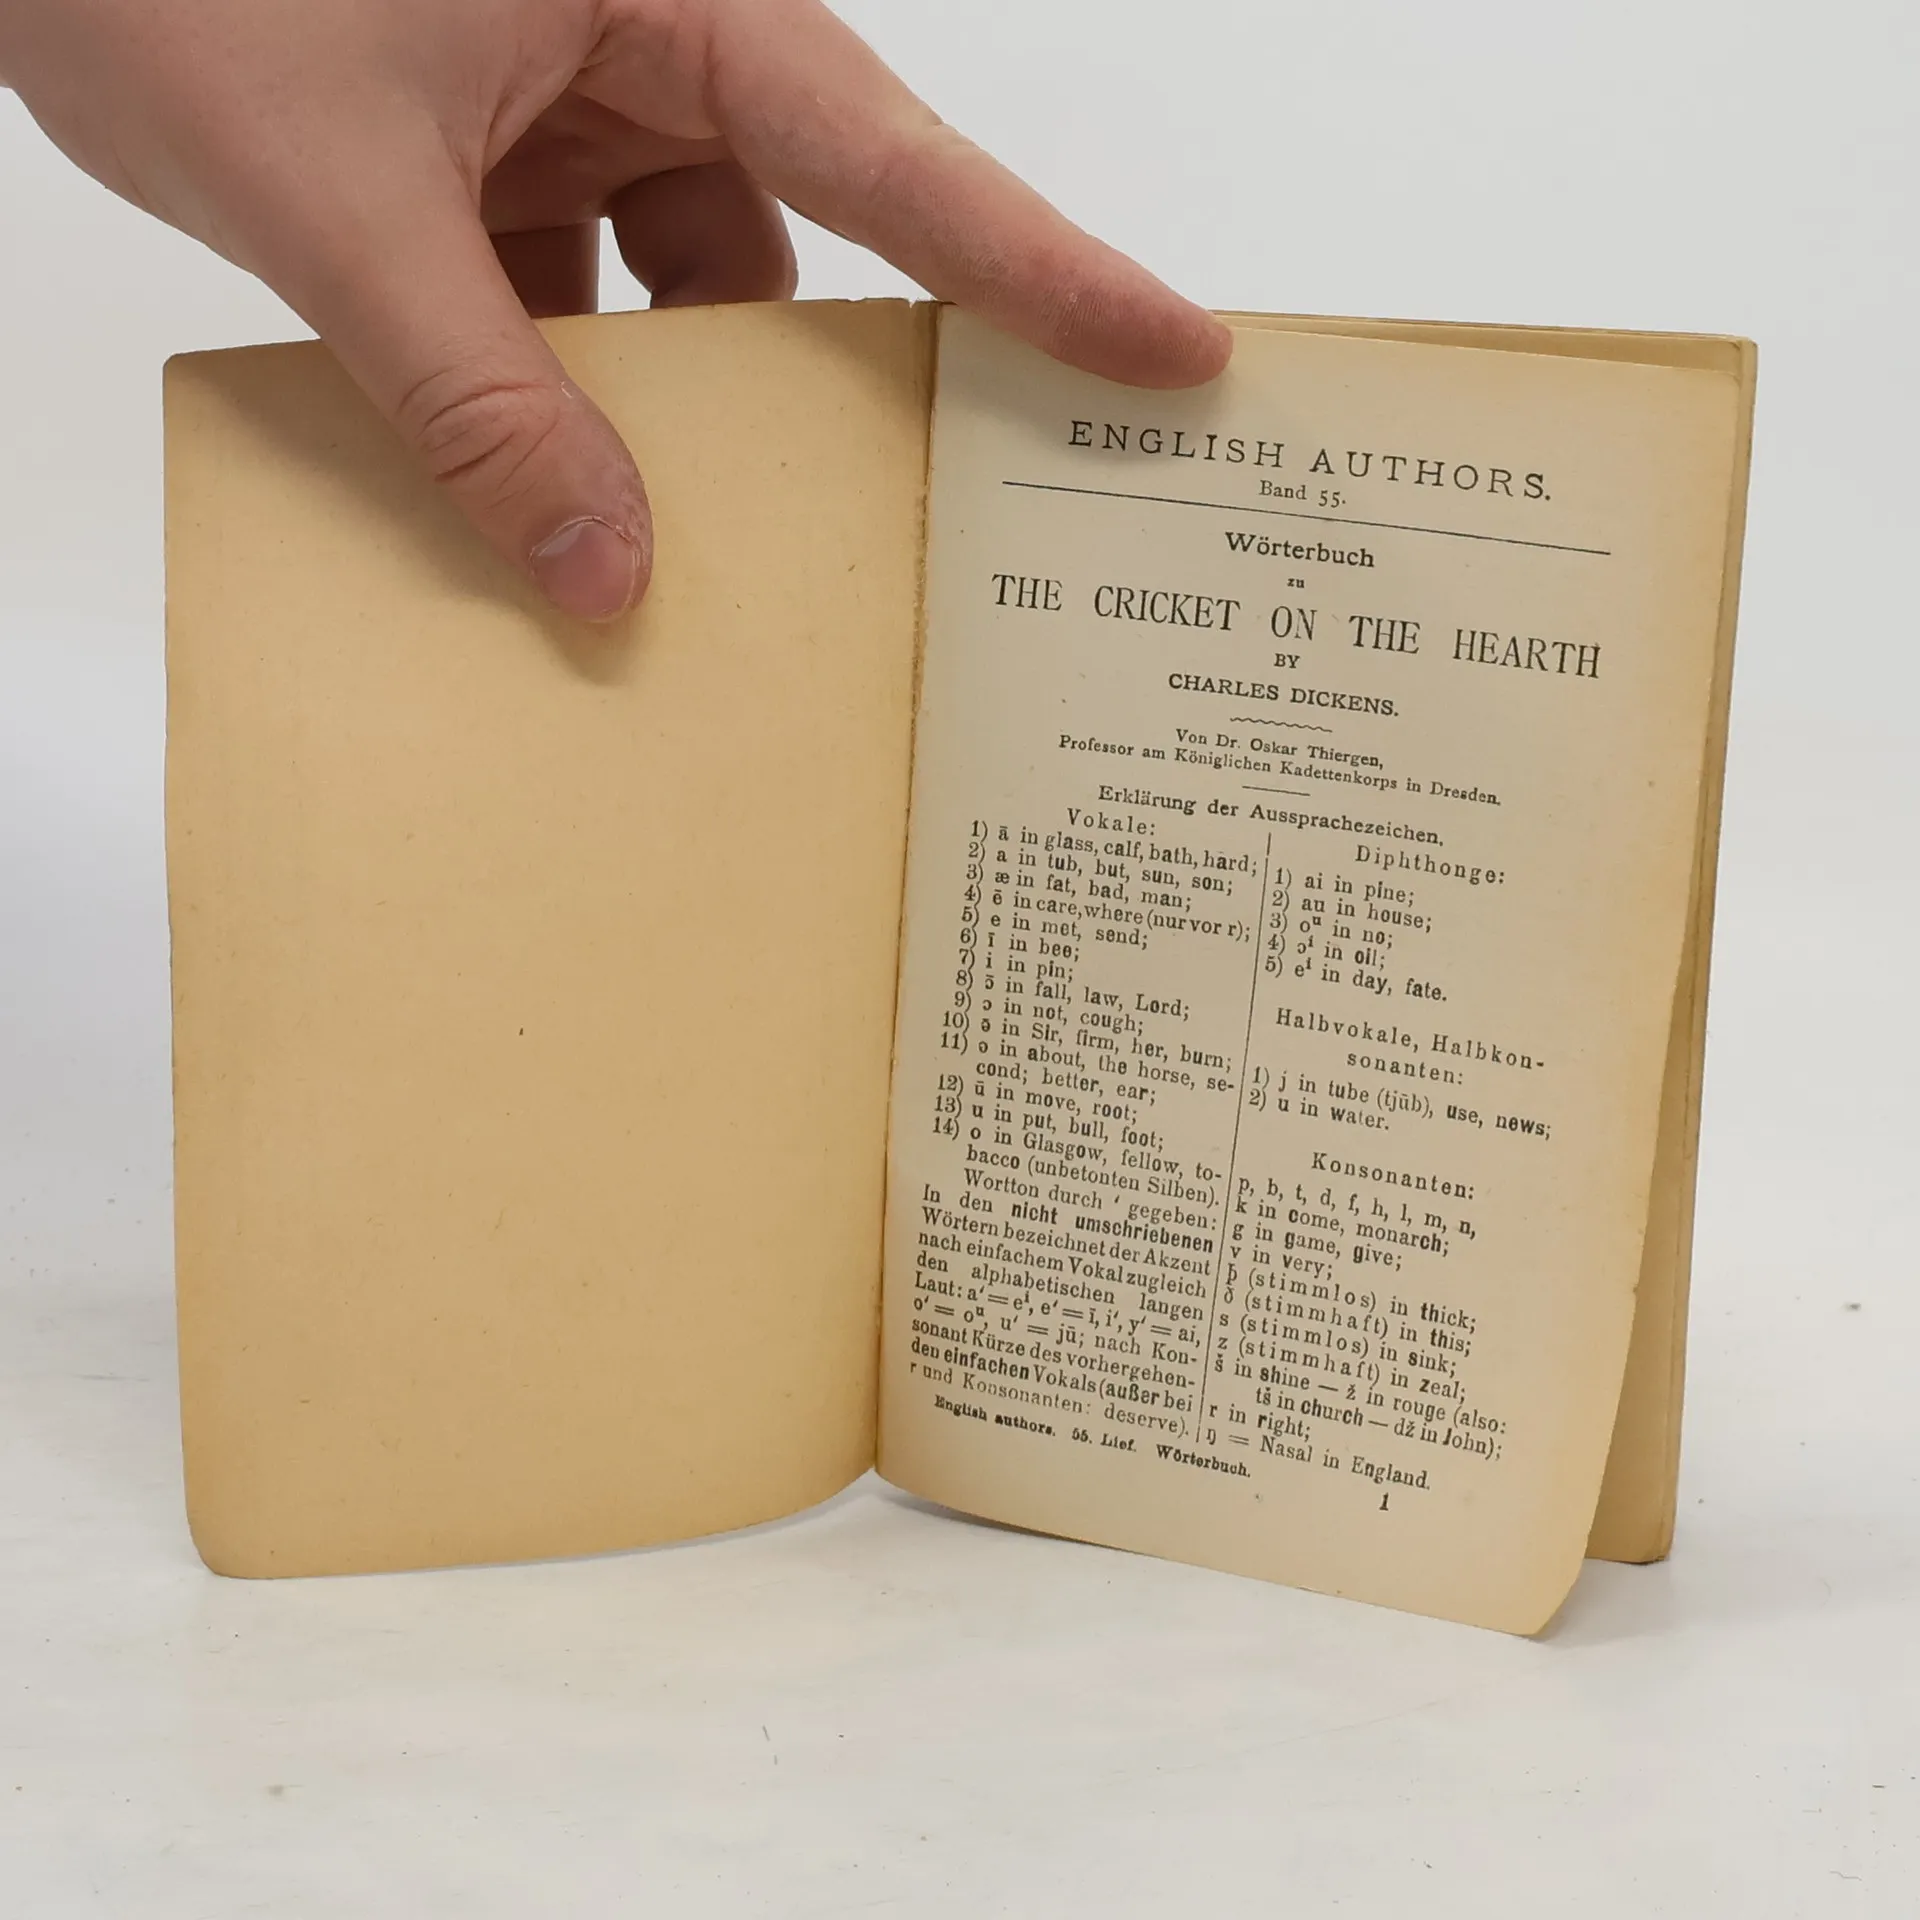 ENGLISH AUTHORS.
Band 55.
Wörterbuch
zu
THE CRICKET ON THE HEARTH
BY
CHARLES DICKENS.
Von Dr. Oskar Thiergen,
Professor am Königlichen Kadettenkorps in Dresden.
Erklärung der Aussprachezeichen.
Vokale:
1) ā in glass, calf, bath, hard;
2) a in tub, but, sun, son;
3) æ in fat, bad, man;
4) ē in care, where (nur vor r);
5) e in met, send;
6) ī in bee;
7) i in pin;
8) ɔ̄ in fall, law, Lord;
9) ɔ in not, cough;
10) ə̄ in Sir, firm, her, burn;
11) ə in about, the horse, se-
cond; better, ear;
12) ū in move, root;
13) u in put, bull, foot;
14) o in Glasgow, fellow, to-
bacco (unbetonten Silben).
Wortton durch ʹ gegeben:
In den nicht umschriebenen
Wörtern bezeichnet der Akzent
nach einfachem Vokal zugleich
den alphabetischen langen
Laut: aʹ = eⁱ, eʹ = ī, iʹ, yʹ = ai,
oʹ = oᵘ, uʹ = jū; nach Kon-
sonant Kürze des vorhergehen-
den einfachen Vokals (außer bei
r und Konsonanten: deserve).
Diphthonge:
1) ai in pine;
2) au in house;
3) oᵘ in no;
4) ɔⁱ in oil;
5) eⁱ in day, fate.
Halbvokale, Halbkon-
sonanten:
1) j in tube (tjūb), use, news;
2) u in water.
Konsonanten:
p, b, t, d, f, h, l, m, n,
k in come, monarch;
g in game, give;
v in very;
þ (stimmlos) in thick;
ð (stimmhaft) in this;
s (stimmlos) in sink;
z (stimmhaft) in zeal;
š in shine — ž in rouge (also:
tš in church — dž in John);
r in right;
ŋ = Nasal in England.
English authors. 55. Lief. Wörterbuch.
1